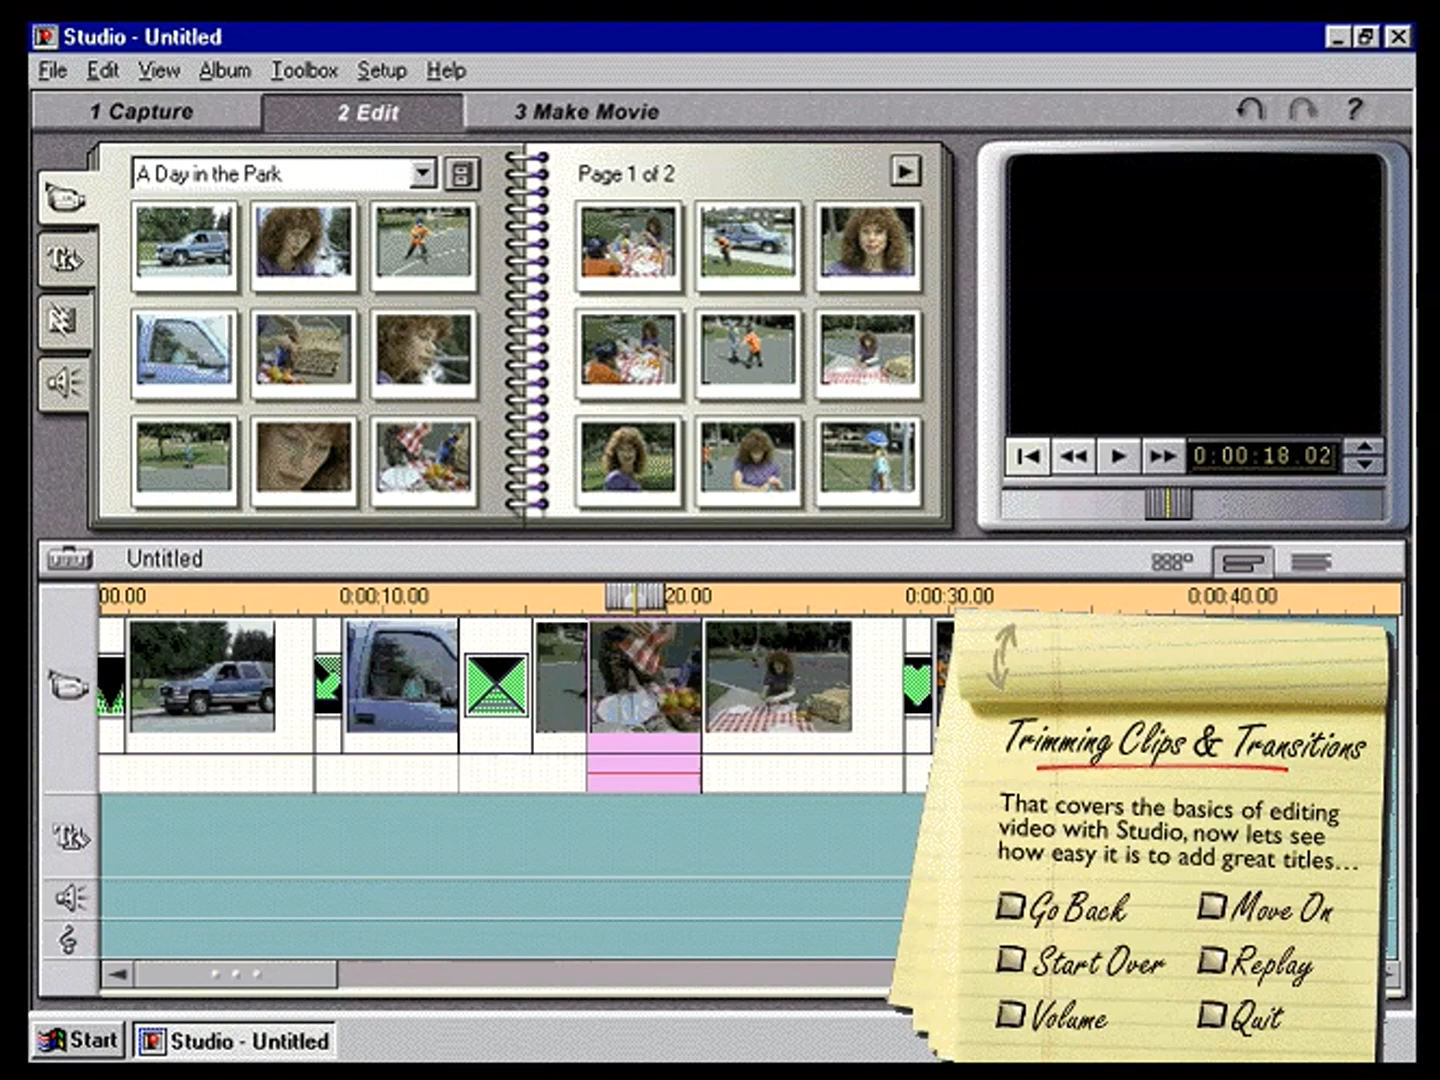 Studio - Untitled
File Edit View Album Toolbox Setup Help
1 Capture 2 Edit 3 Make Movie ?
A Day in the Park
Page 1 of 2
0:00:18.02
Untitled
00.00 0:00:10.00 20.00 0:00:30.00 0:00:40.00
Trimming Clips & Transitions
That covers the basics of editing
video with Studio, now lets see
how easy it is to add great titles...
Go Back Move On
Start Over Replay
Volume Quit
Start Studio - Untitled